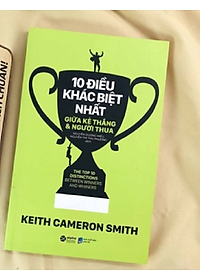 10 ĐIỀU
KHÁC BIỆT
NHẤT
GIỮA KẺ THẮNG
& NGƯỜI THUA
THE TOP 10
DISTINCTIONS
BETWEEN WINNERS
AND WHINERS
KEITH CAMERON SMITH